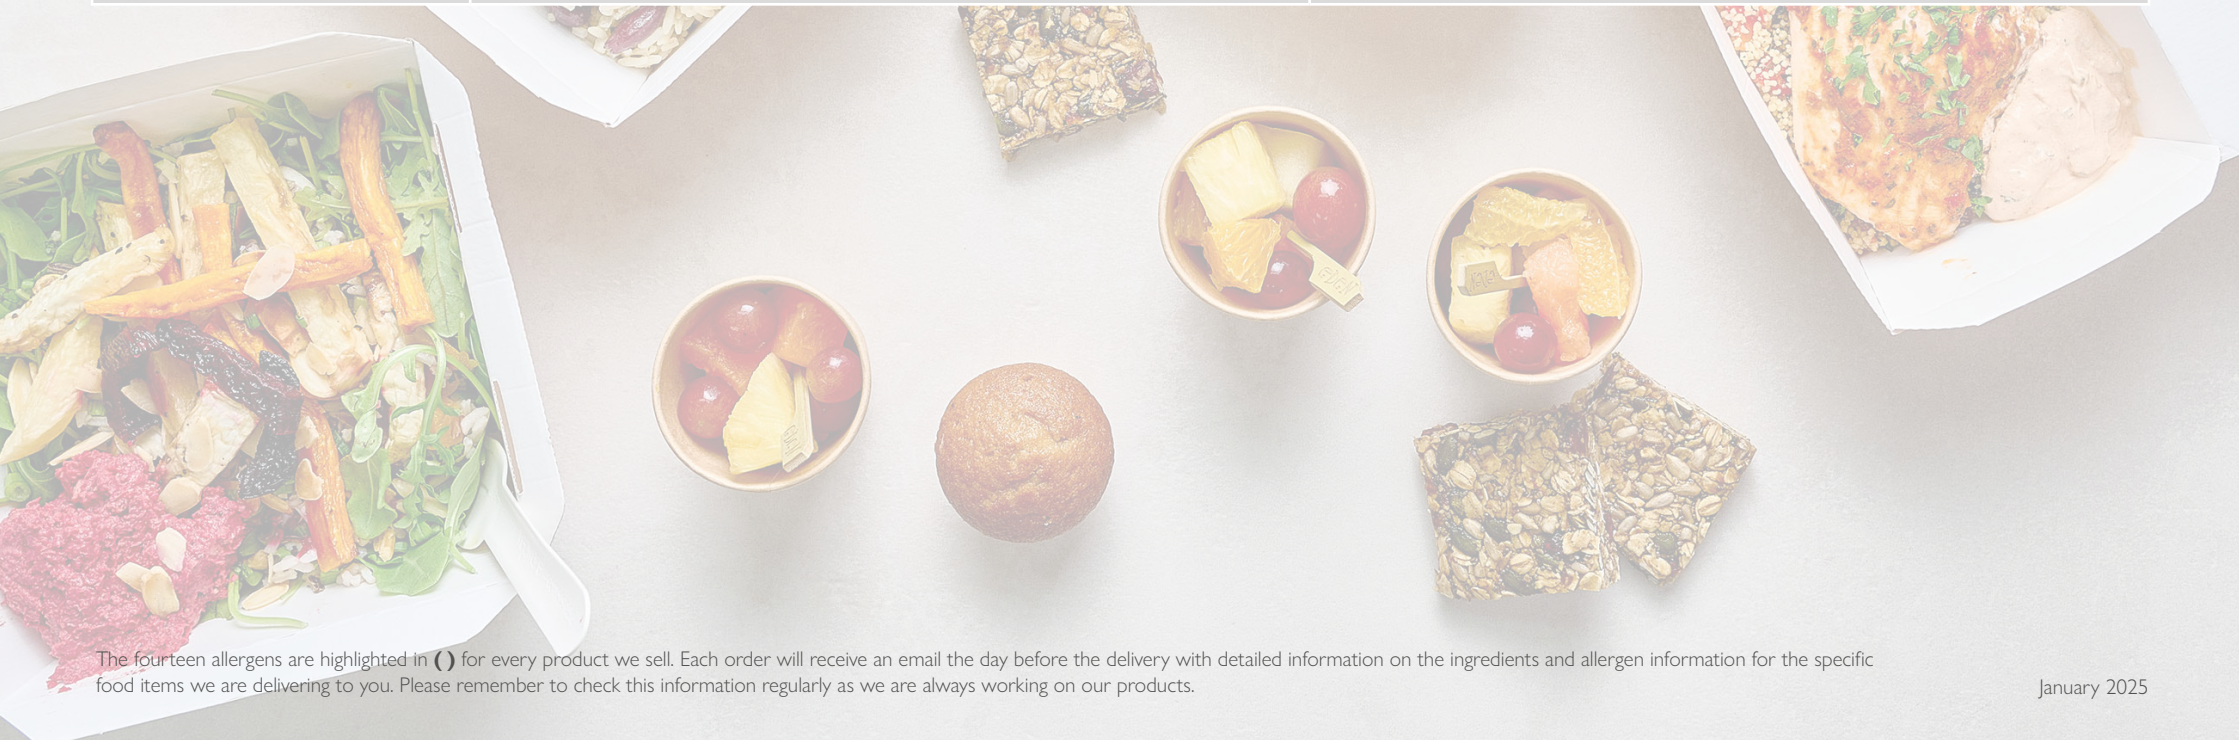 The fourteen allergens are highlighted in ( ) for every product we sell. Each order will receive an email the day before the delivery with detailed information on the ingredients and allergen information for the specific
food items we are delivering to you. Please remember to check this information regularly as we are always working on our products.
January 2025